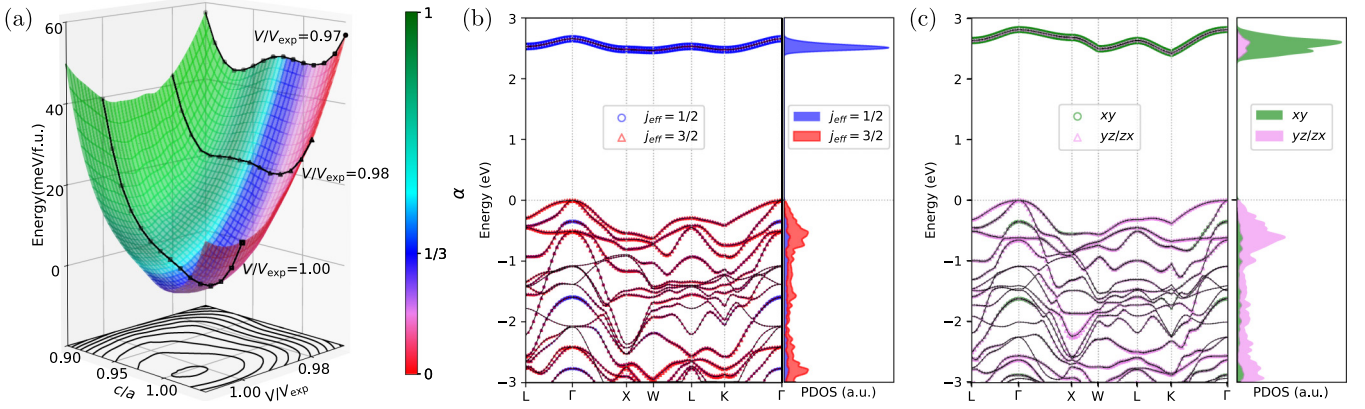 (a)
60
40
20
0
Energy(meV/f.u.)
V/V_exp=0.97
V/V_exp=0.98
V/V_exp=1.00
0.90
0.95
1.00
c/a
1.00
0.98
V/V_exp
1
1/3
0
α
(b)
3
2
1
0
−1
−2
−3
Energy (eV)
j_eff = 1/2
j_eff = 3/2
j_eff = 1/2
j_eff = 3/2
L Γ X W L K Γ
PDOS (a.u.)
(c)
3
2
1
0
−1
−2
−3
Energy (eV)
xy
yz/zx
xy
yz/zx
L Γ X W L K Γ
PDOS (a.u.)